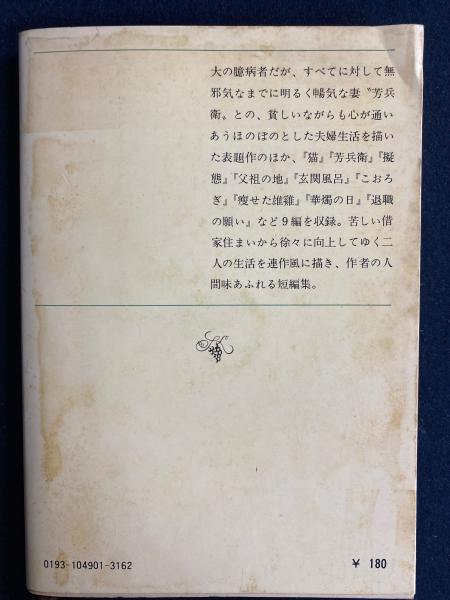 大の臆病者だが、すべてに対して無
邪気なまでに明るく暢気な妻〝芳兵
衛〟との、貧しいながらも心が通い
あうほのぼのとした夫婦生活を描い
た表題作のほか、『猫』『芳兵衛』『擬
態』『父祖の地』『玄関風呂』『こおろ
ぎ』『痩せた雄雞』『華燭の日』『退職
の願い』など9編を収録。苦しい借
家住まいから徐々に向上してゆく二
人の生活を連作風に描き、作者の人
間味あふれる短編集。
0193-104901-3162
¥ 180